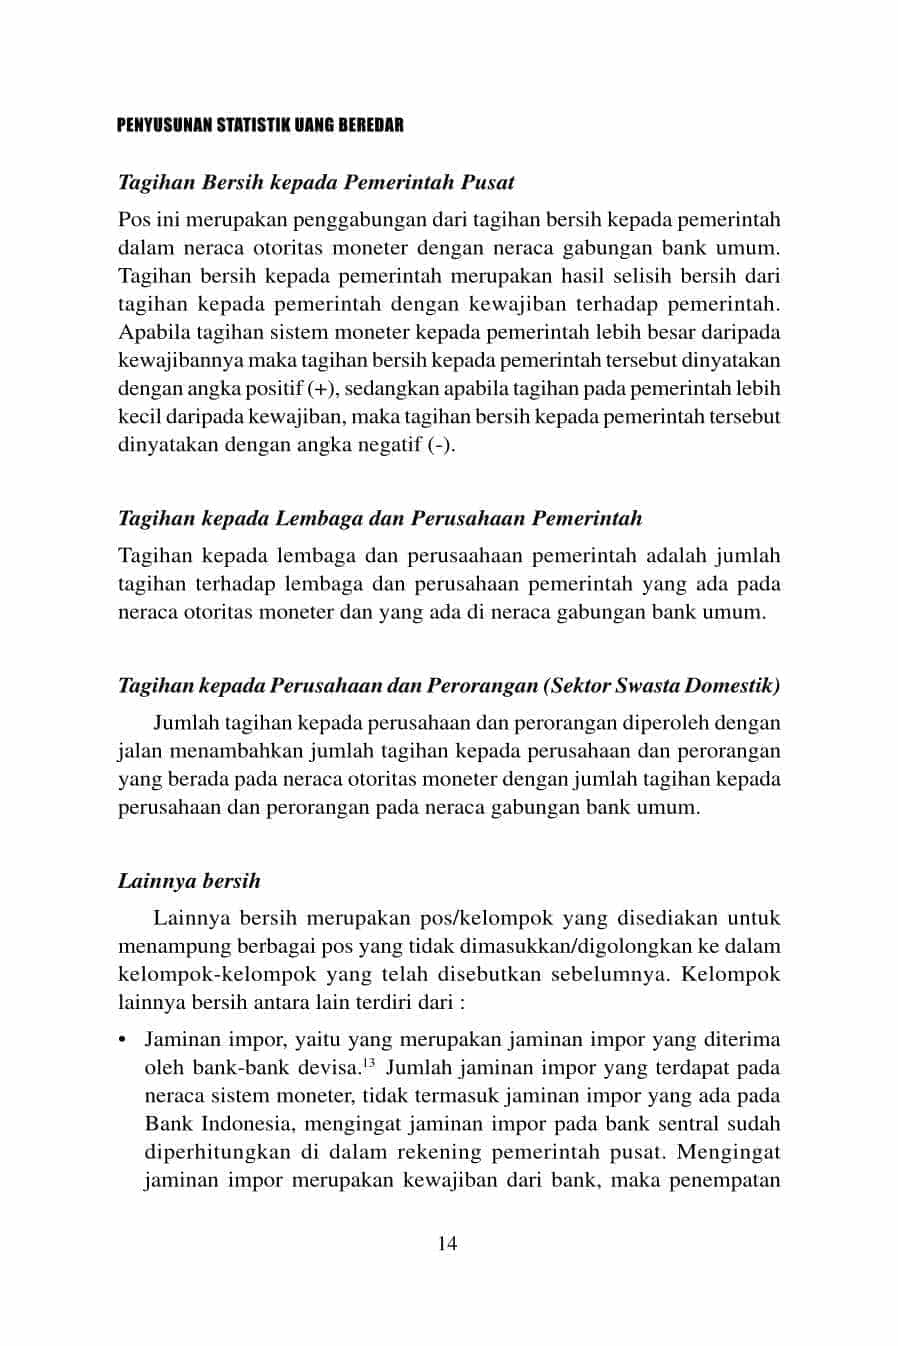 PENYUSUNAN STATISTIK UANG BEREDAR
Tagihan Bersih kepada Pemerintah Pusat
Pos ini merupakan penggabungan dari tagihan bersih kepada pemerintah
dalam neraca otoritas moneter dengan neraca gabungan bank umum.
Tagihan bersih kepada pemerintah merupakan hasil selisih bersih dari
tagihan kepada pemerintah dengan kewajiban terhadap pemerintah.
Apabila tagihan sistem moneter kepada pemerintah lebih besar daripada
kewajibannya maka tagihan bersih kepada pemerintah tersebut dinyatakan
dengan angka positif (+), sedangkan apabila tagihan pada pemerintah lebih
kecil daripada kewajiban, maka tagihan bersih kepada pemerintah tersebut
dinyatakan dengan angka negatif (-).
Tagihan kepada Lembaga dan Perusahaan Pemerintah
Tagihan kepada lembaga dan perusaahaan pemerintah adalah jumlah
tagihan terhadap lembaga dan perusahaan pemerintah yang ada pada
neraca otoritas moneter dan yang ada di neraca gabungan bank umum.
Tagihan kepada Perusahaan dan Perorangan (Sektor Swasta Domestik)
Jumlah tagihan kepada perusahaan dan perorangan diperoleh dengan
jalan menambahkan jumlah tagihan kepada perusahaan dan perorangan
yang berada pada neraca otoritas moneter dengan jumlah tagihan kepada
perusahaan dan perorangan pada neraca gabungan bank umum.
Lainnya bersih
Lainnya bersih merupakan pos/kelompok yang disediakan untuk
menampung berbagai pos yang tidak dimasukkan/digolongkan ke dalam
kelompok-kelompok yang telah disebutkan sebelumnya. Kelompok
lainnya bersih antara lain terdiri dari :
• Jaminan impor, yaitu yang merupakan jaminan impor yang diterima
oleh bank-bank devisa.13 Jumlah jaminan impor yang terdapat pada
neraca sistem moneter, tidak termasuk jaminan impor yang ada pada
Bank Indonesia, mengingat jaminan impor pada bank sentral sudah
diperhitungkan di dalam rekening pemerintah pusat. Mengingat
jaminan impor merupakan kewajiban dari bank, maka penempatan
14